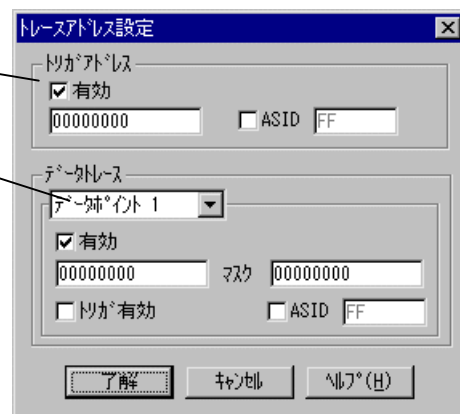 ﾄﾚｰｽｱﾄﾞﾚｽ設定
ﾄﾘｶﾞｱﾄﾞﾚｽ
有効
00000000 ASID FF
ﾃﾞｰﾀﾄﾚｰｽ
ﾃﾞｰﾀﾎﾟｲﾝﾄ 1
有効
00000000 ﾏｽｸ 00000000
ﾄﾘｶﾞ有効 ASID FF
了解 ｷｬﾝｾﾙ ﾍﾙﾌﾟ(H)